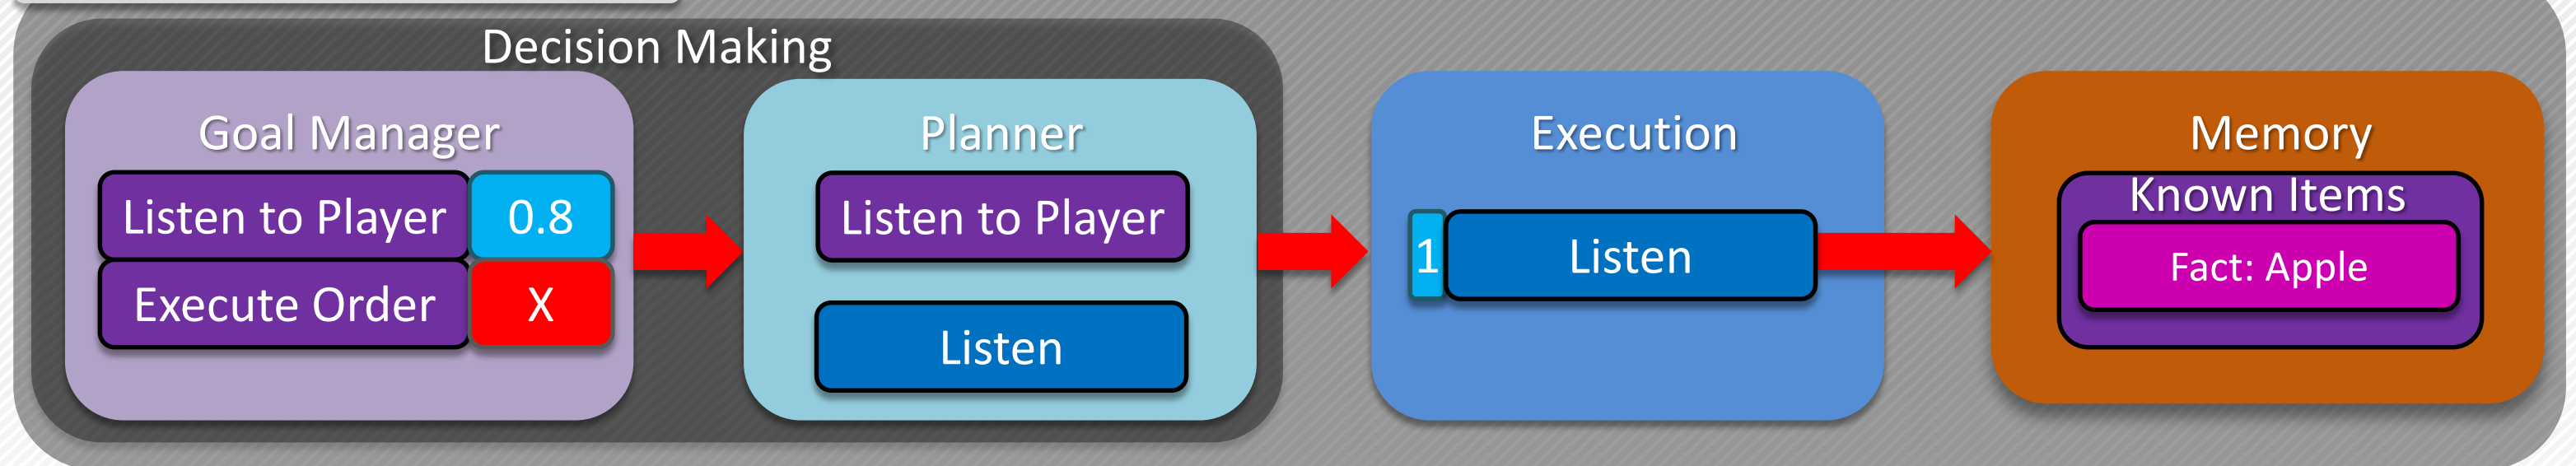 Decision Making
Goal Manager
Listen to Player 0.8
Execute Order X
Planner
Listen to Player
Listen
Execution
1 Listen
Memory
Known Items
Fact: Apple